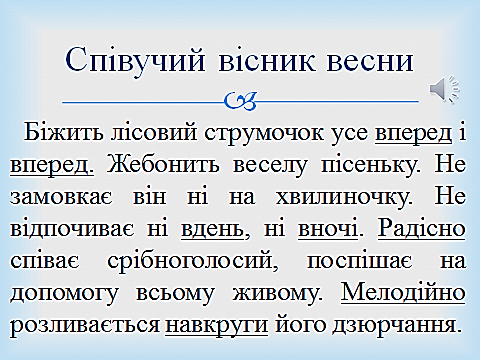 Співучий вісник весни
Біжить лісовий струмочок усе вперед і
вперед. Жебонить веселу пісеньку. Не
замовкає він ні на хвилиночку. Не
відпочиває ні вдень, ні вночі. Радісно
співає срібноголосий, поспішає на
допомогу всьому живому. Мелодійно
розливається навкруги його дзюрчання.